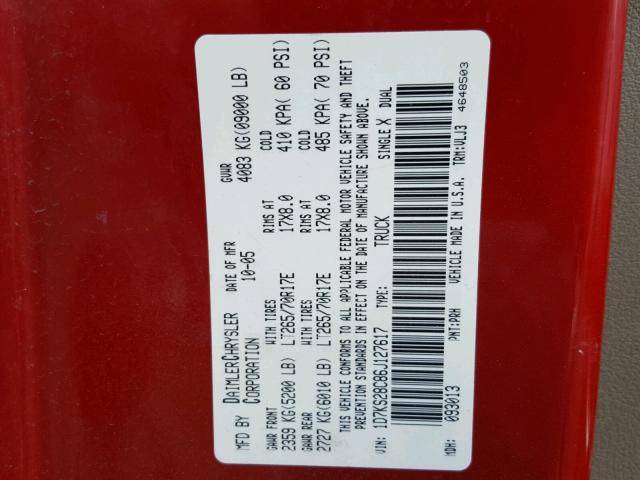 MFD BY DAIMLERCHRYSLER CORPORATION DATE OF MFR 10-05 GVWR 4083 KG(09000 LB)
GAWR FRONT WITH TIRES RIMS AT COLD
2359 KG(5200 LB) LT265/70R17E 17X8.0 410 KPA( 60 PSI)
GAWR REAR WITH TIRES RIMS AT COLD
2727 KG(6010 LB) LT265/70R17E 17X8.0 485 KPA( 70 PSI)
THIS VEHICLE CONFORMS TO ALL APPLICABLE FEDERAL MOTOR VEHICLE SAFETY AND THEFT
PREVENTION STANDARDS IN EFFECT ON THE DATE OF MANUFACTURE SHOWN ABOVE.
VIN: 1D7KS28C86J127617 TYPE: TRUCK SINGLE X DUAL
MDH: 093013 PNT:PRH VEHICLE MADE IN U.S.A. TRM:VLJ3
4648503